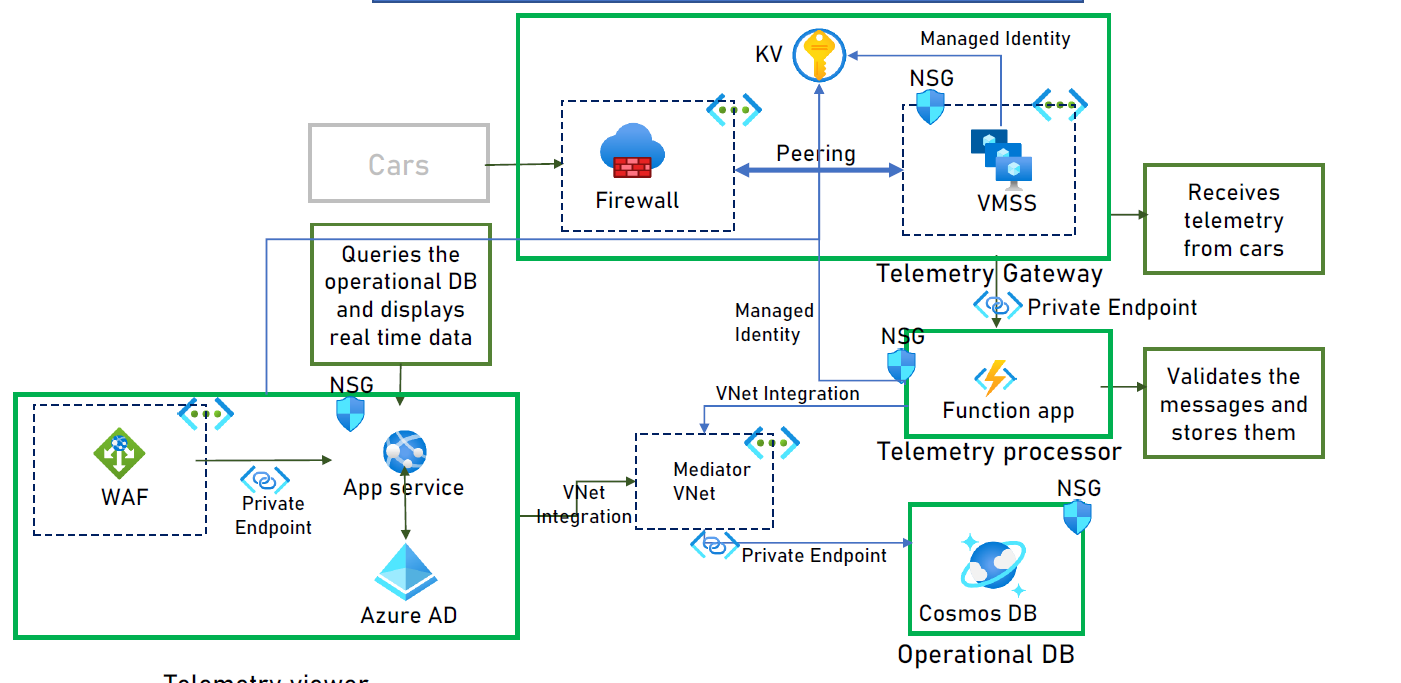 Managed Identity
KV
NSG
Cars
Peering
Firewall
VMSS
Receives
telemetry
from cars
Queries the
operational DB
and displays
real time data
Telemetry Gateway
Private Endpoint
Managed
Identity
NSG
Function app
Validates the
messages and
stores them
Telemetry processor
NSG
VNet Integration
WAF
Private
Endpoint
App service
Azure AD
VNet
Integration
Mediator
VNet
Private Endpoint
NSG
Cosmos DB
Operational DB
Telemetry viewer